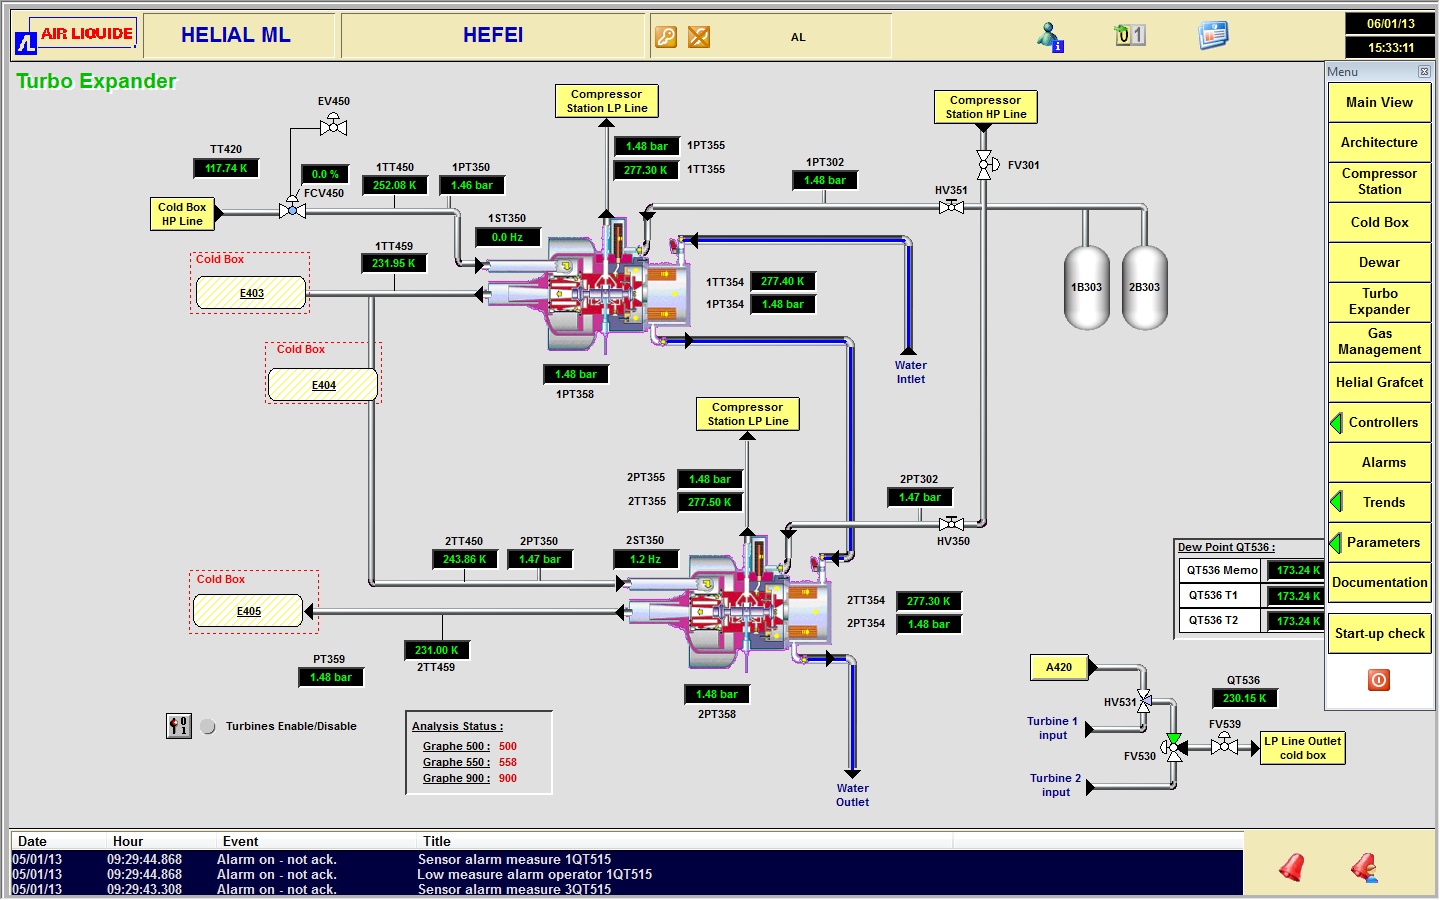 AIR LIQUIDE
HELIAL ML
HEFEI
AL
i
01
06/01/13
15:33:11
Turbo Expander
Menu
Main View
Architecture
Compressor
Station
Cold Box
Dewar
Turbo
Expander
Gas
Management
Helial Grafcet
Controllers
Alarms
Trends
Parameters
Documentation
Start-up check
EV450
TT420
117.74 K
0.0 %
FCV450
1TT450
252.08 K
1PT350
1.46 bar
Cold Box
HP Line
1ST350
0.0 Hz
1TT459
231.95 K
Cold Box
E403
Cold Box
E404
Compressor
Station LP Line
1.48 bar
1PT355
277.30 K
1TT355
1PT302
1.48 bar
Compressor
Station HP Line
FV301
HV351
1B303
2B303
1TT354
277.40 K
1PT354
1.48 bar
Water
Intlet
1.48 bar
1PT358
Compressor
Station LP Line
2PT355
1.48 bar
2TT355
277.50 K
2PT302
1.47 bar
HV350
2TT450
243.86 K
2PT350
1.47 bar
2ST350
1.2 Hz
Cold Box
E405
2TT354
277.30 K
2PT354
1.48 bar
231.00 K
2TT459
PT359
1.48 bar
1.48 bar
2PT358
Water
Outlet
Dew Point QT536 :
QT536 Memo
173.24 K
QT536 T1
173.24 K
QT536 T2
173.24 K
A420
HV531
QT536
230.15 K
FV539
Turbine 1
input
FV530
LP Line Outlet
cold box
Turbine 2
input
0
1
Turbines Enable/Disable
Analysis Status :
Graphe 500 : 500
Graphe 550 : 558
Graphe 900 : 900
Date Hour Event Title
05/01/13 09:29:44.868 Alarm on - not ack. Sensor alarm measure 1QT515
05/01/13 09:29:44.868 Alarm on - not ack. Low measure alarm operator 1QT515
05/01/13 09:29:43.308 Alarm on - not ack. Sensor alarm measure 3QT515